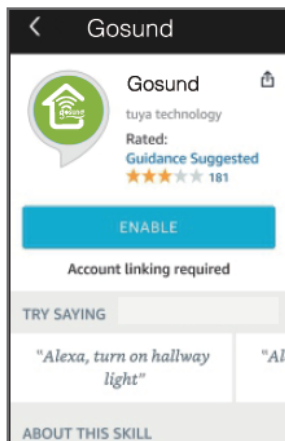 Gosund
gosund
Gosund
tuya technology
Rated:
Guidance Suggested
181
ENABLE
Account linking required
TRY SAYING
"Alexa, turn on hallway
light"
"Al
ABOUT THIS SKILL